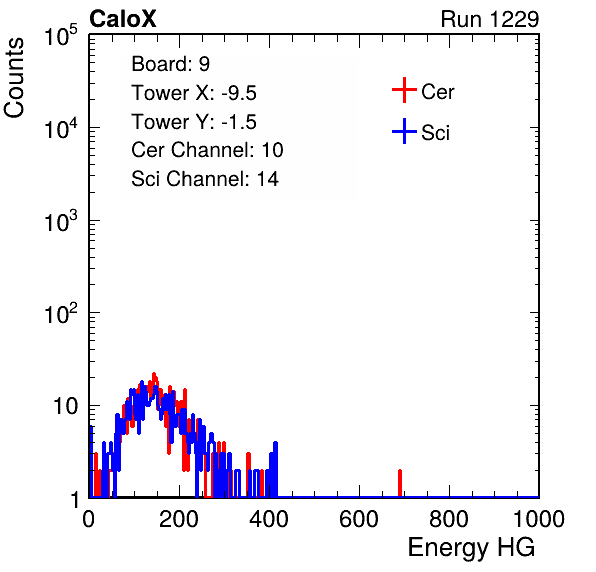 CaloX Run 1229
Counts
Board: 9
Tower X: -9.5
Tower Y: -1.5
Cer Channel: 10
Sci Channel: 14
Cer
Sci
10^5
10^4
10^3
10^2
10
1
0 200 400 600 800 1000
Energy HG